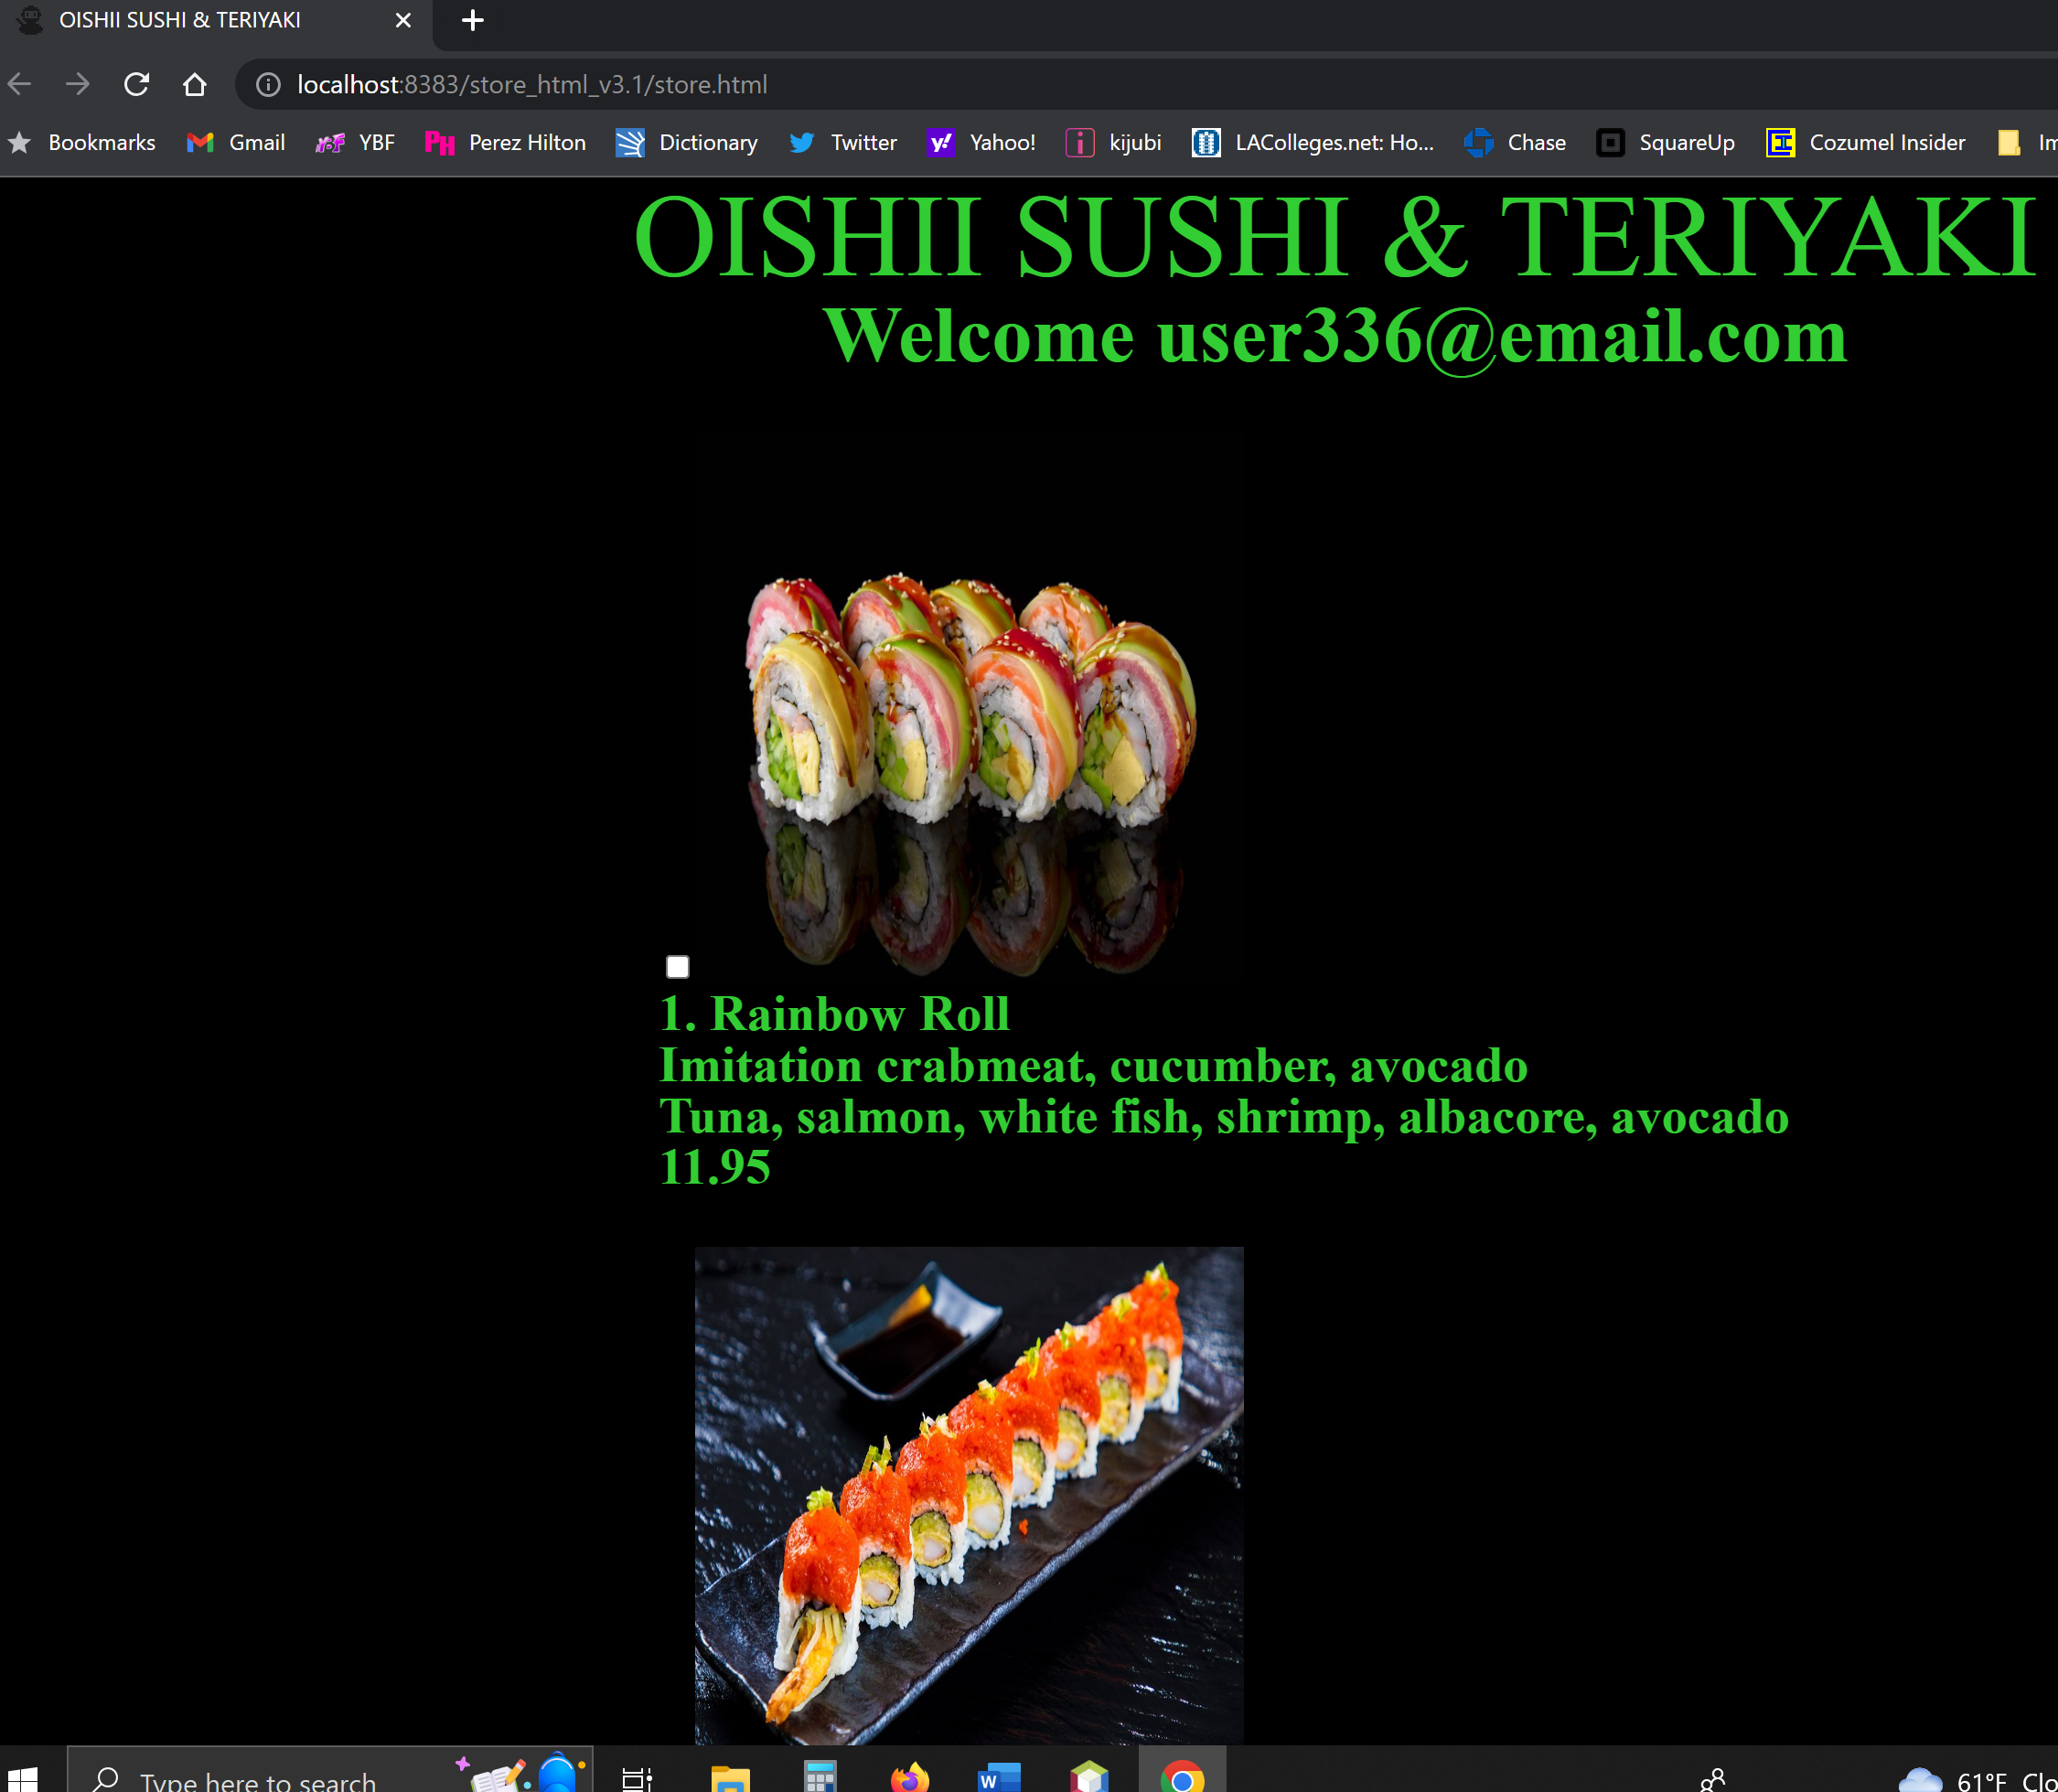 OISHII SUSHI & TERIYAKI
localhost:8383/store_html_v3.1/store.html
Bookmarks Gmail YBF Perez Hilton Dictionary Twitter Yahoo! kijubi LAColleges.net: Ho... Chase SquareUp Cozumel Insider Im
OISHII SUSHI & TERIYAKI
Welcome user336@email.com
1. Rainbow Roll
Imitation crabmeat, cucumber, avocado
Tuna, salmon, white fish, shrimp, albacore, avocado
11.95
Type here to search
61°F Clo